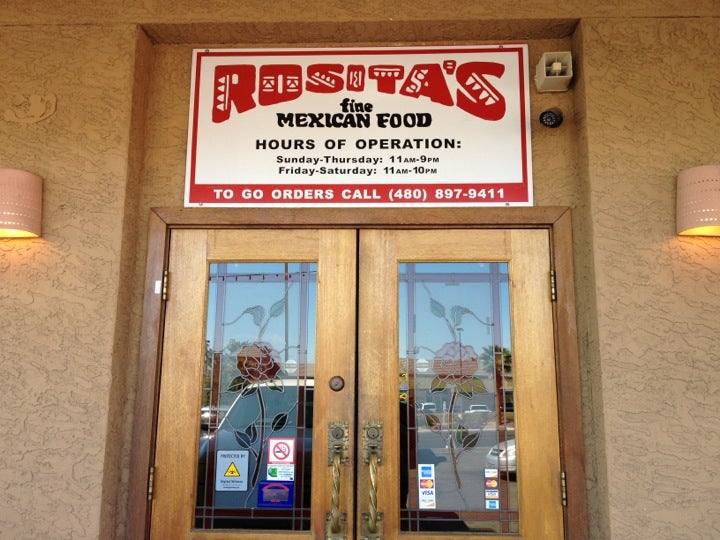 ROSITA'S
fine
MEXICAN FOOD
HOURS OF OPERATION:
Sunday-Thursday: 11AM-9PM
Friday-Saturday: 11AM-10PM
TO GO ORDERS CALL (480) 897-9411
PROTECTED BY
VISA